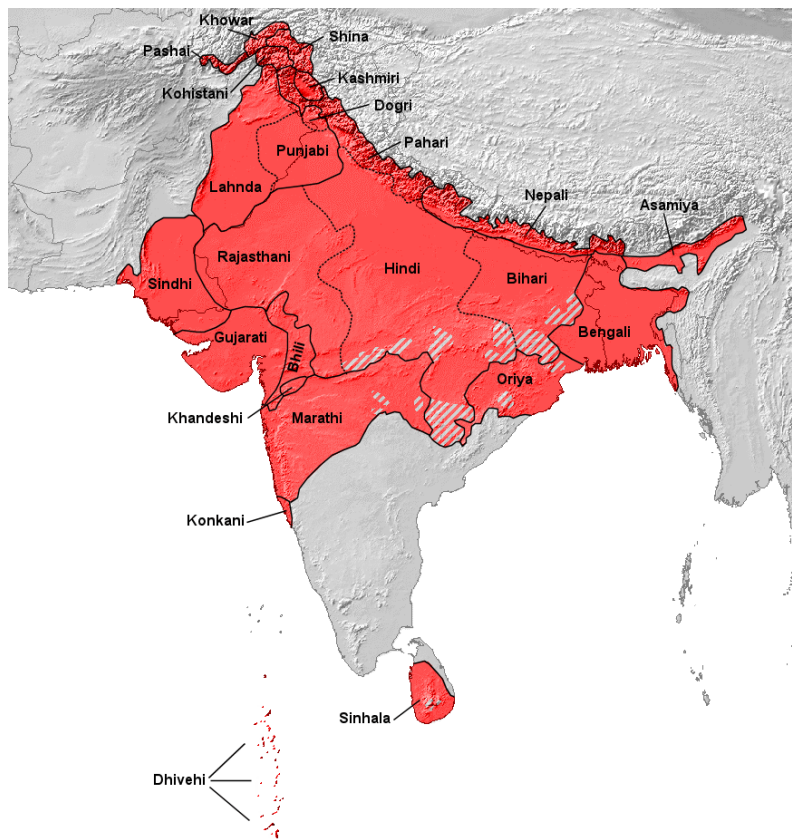 Khowar
Shina
Pashai
Kashmiri
Kohistani
Dogri
Punjabi
Pahari
Lahnda
Nepali
Asamiya
Rajasthani
Hindi
Sindhi
Bihari
Gujarati
Bengali
Bhili
Oriya
Khandeshi
Marathi
Konkani
Sinhala
Dhivehi